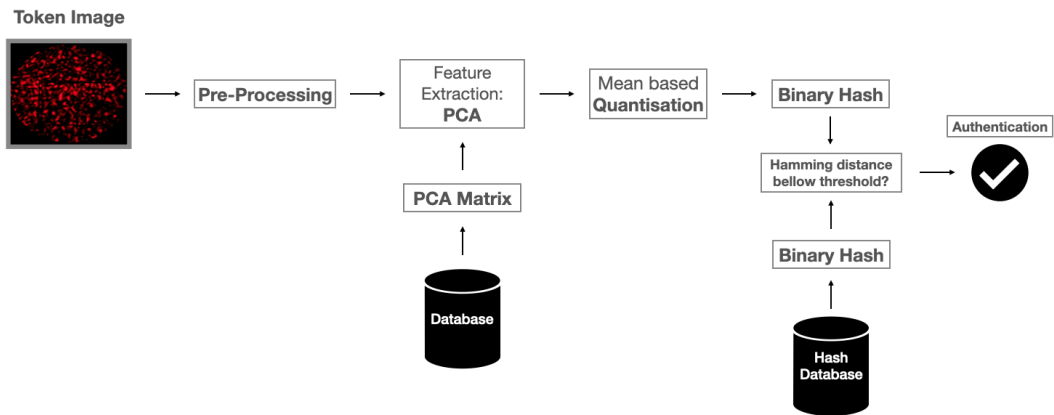 Token Image
Pre-Processing
Feature
Extraction:
PCA
Mean based
Quantisation
Binary Hash
Authentication
Hamming distance
bellow threshold?
PCA Matrix
Binary Hash
Database
Hash
Database